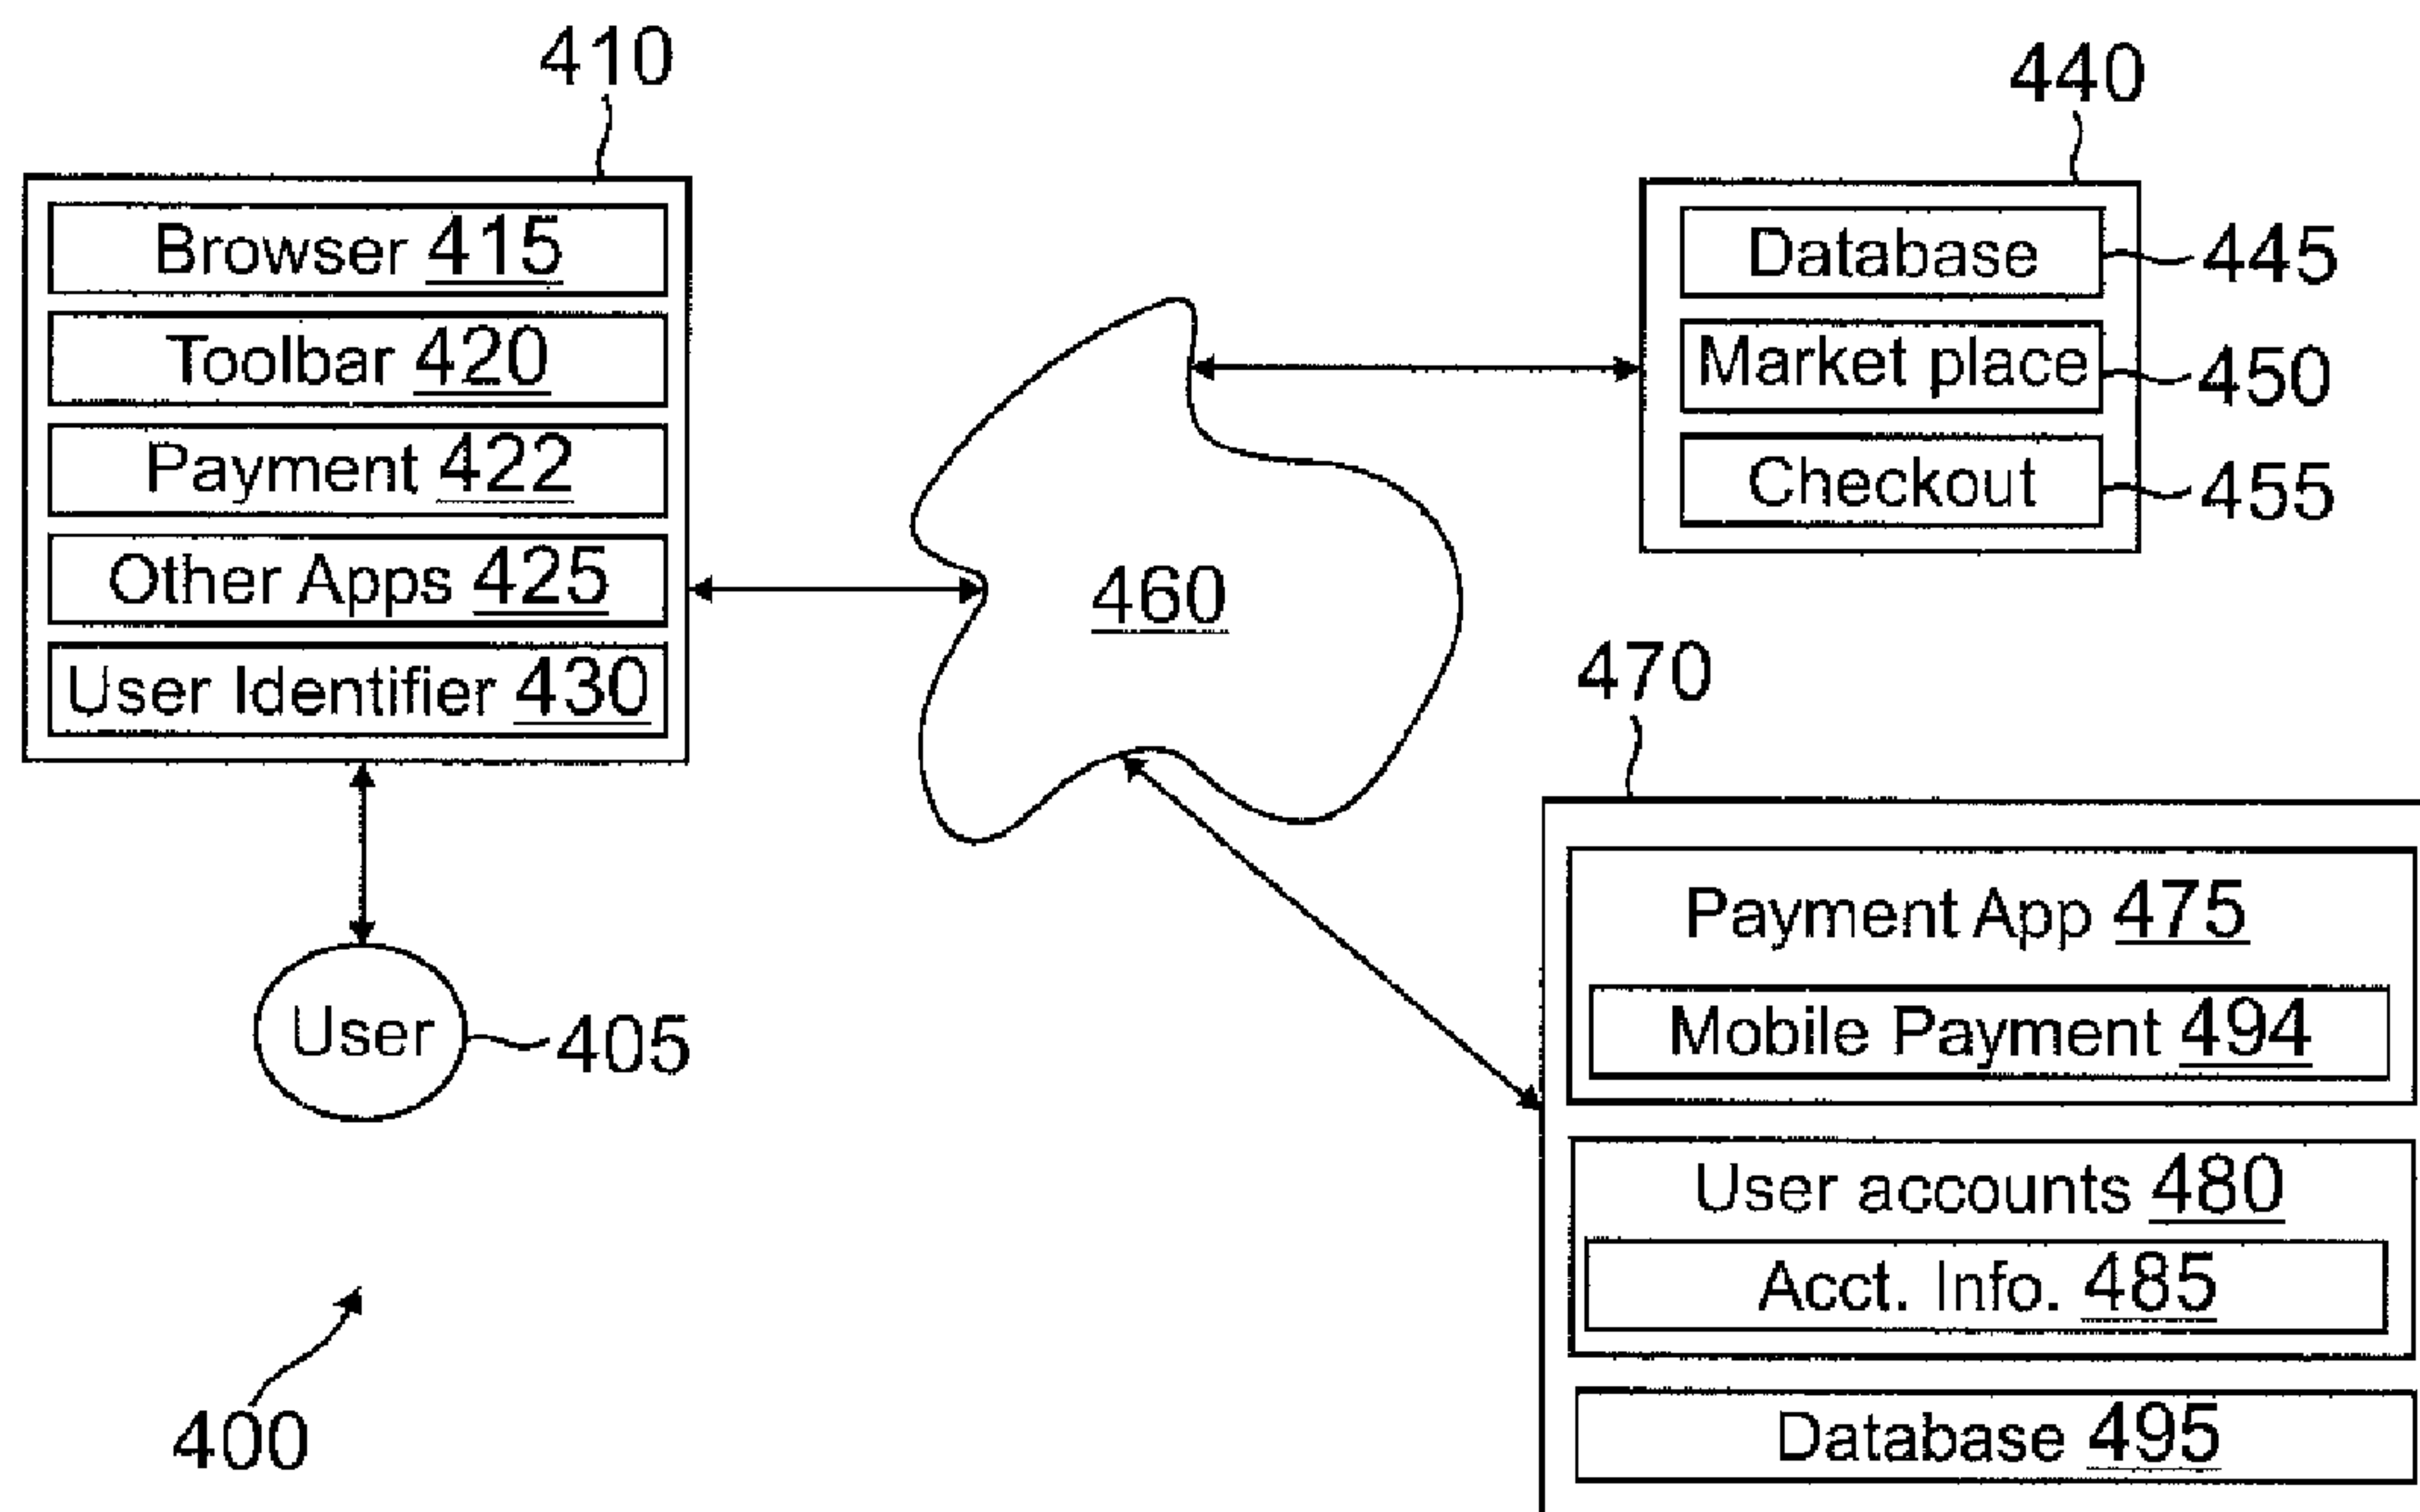 410
Browser 415
Toolbar 420
Payment 422
Other Apps 425
User Identifier 430
User
405
400
460
440
Database
445
Market place
450
Checkout
455
470
Payment App 475
Mobile Payment 494
User accounts 480
Acct. Info. 485
Database 495